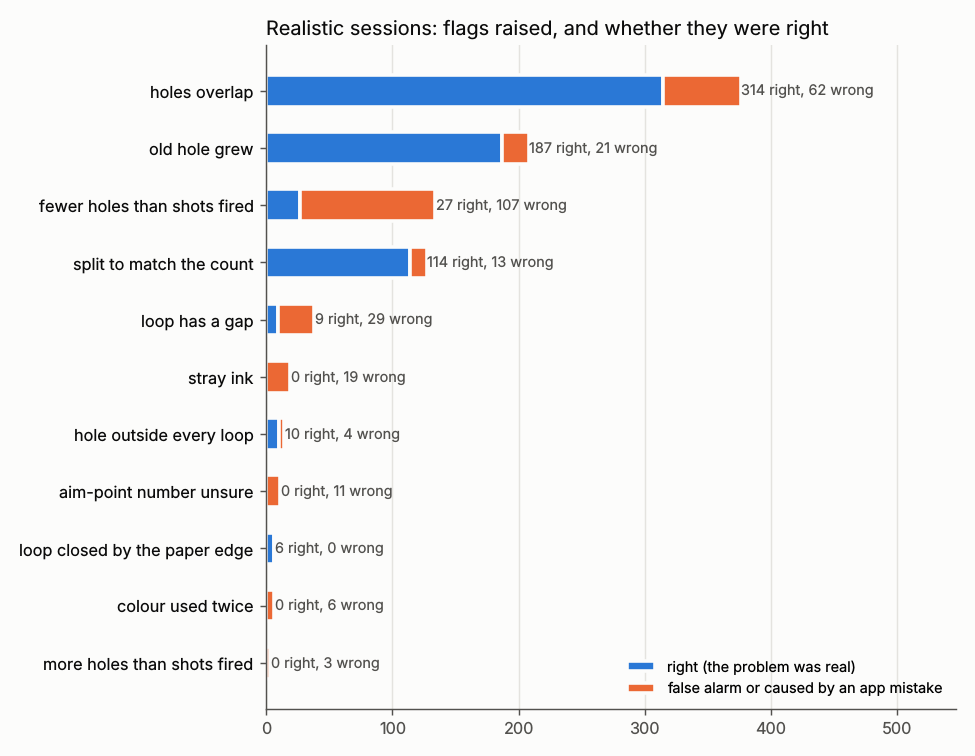 Realistic sessions: flags raised, and whether they were right
holes overlap
314 right, 62 wrong
old hole grew
187 right, 21 wrong
fewer holes than shots fired
27 right, 107 wrong
split to match the count
114 right, 13 wrong
loop has a gap
9 right, 29 wrong
stray ink
0 right, 19 wrong
hole outside every loop
10 right, 4 wrong
aim-point number unsure
0 right, 11 wrong
loop closed by the paper edge
6 right, 0 wrong
colour used twice
0 right, 6 wrong
more holes than shots fired
0 right, 3 wrong
right (the problem was real)
false alarm or caused by an app mistake
0
100
200
300
400
500